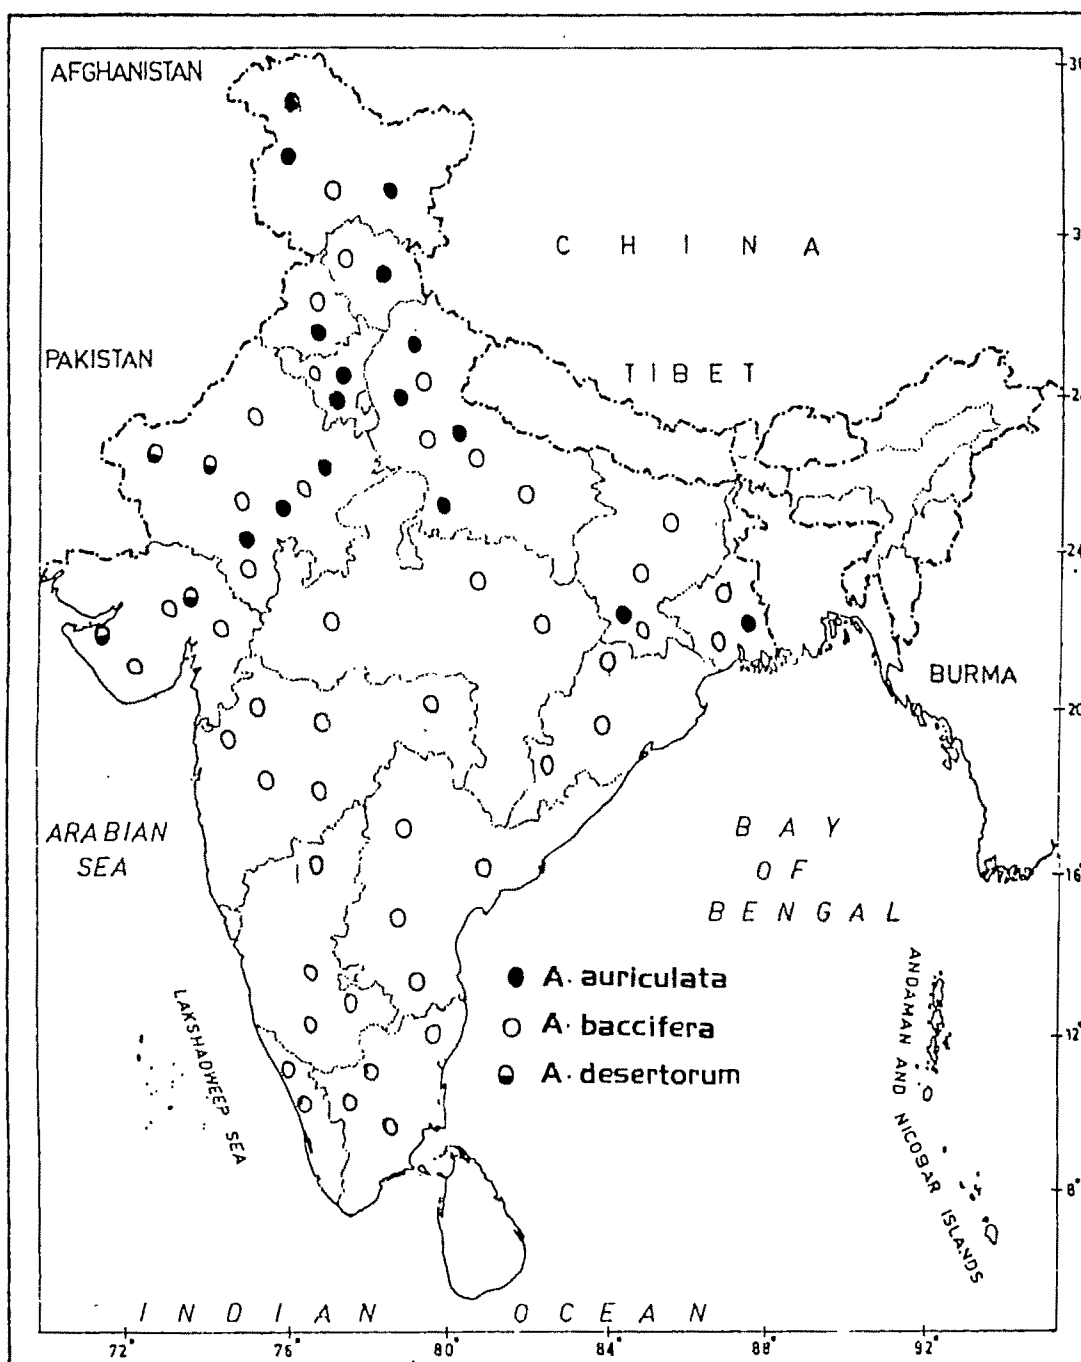 AFGHANISTAN
CHINA
PAKISTAN
TIBET
BURMA
ARABIAN
SEA
BAY
OF
BENGAL
A. auriculata
A. baccifera
A. desertorum
LAKSHADWEEP SEA
ANDAMAN AND NICOBAR ISLANDS
INDIAN OCEAN
24°
20°
16°
12°
8°
72° 76° 80° 84° 88° 92°